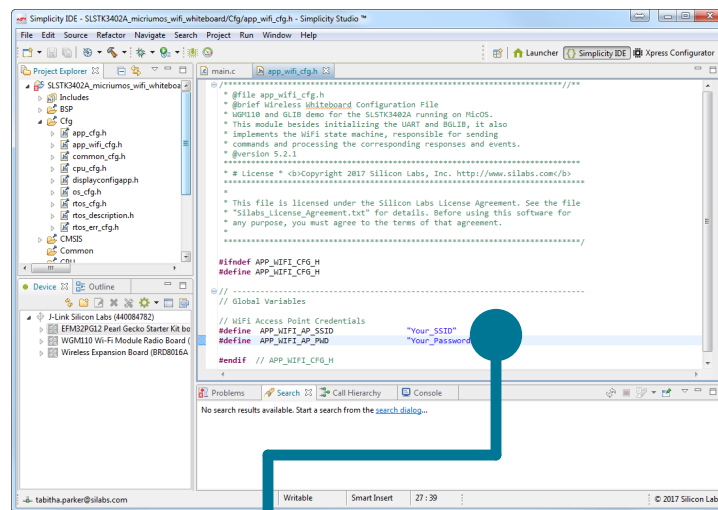 Simplicity IDE - SLSTK3402A_micriumos_wifi_whiteboard/Cfg/app_wifi_cfg.h - Simplicity Studio ™
File Edit Source Refactor Navigate Search Project Run Window Help
Launcher Simplicity IDE Xpress Configurator
Project Explorer
SLSTK3402A_micriumos_wifi_whiteboa
Includes
BSP
Cfg
app_cfg.h
app_wifi_cfg.h
common_cfg.h
cpu_cfg.h
displayconfigapp.h
os_cfg.h
rtos_cfg.h
rtos_description.h
rtos_err_cfg.h
CMSIS
Common
CPU
Device Outline
J-Link Silicon Labs (440084782)
EFM32PG12 Pearl Gecko Starter Kit bo
WGM110 Wi-Fi Module Radio Board (
Wireless Expansion Board (BRD8016A
main.c app_wifi_cfg.h
/***************************************************************************//**
* @file app_wifi_cfg.h
* @brief Wireless Whiteboard Configuration File
* WGM110 and GLIB demo for the SLSTK3402A running on MicOS.
* This module besides initializing the UART and BGLIB, it also
* implements the WiFi state machine, responsible for sending
* commands and processing the corresponding responses and events.
* @version 5.2.1
*******************************************************************************
* # License * <b>Copyright 2017 Silicon Labs, Inc. http://www.silabs.com</b>
*******************************************************************************
*
* This file is licensed under the Silicon Labs License Agreement. See the file
* "Silabs_License_Agreement.txt" for details. Before using this software for
* any purpose, you must agree to the terms of that agreement.
*
******************************************************************************/
#ifndef APP_WIFI_CFG_H
#define APP_WIFI_CFG_H
// -----------------------------------------------------------------------------
// Global Variables
// WiFi Access Point Credentials
#define APP_WIFI_AP_SSID "Your_SSID"
#define APP_WIFI_AP_PWD "Your_Password
#endif // APP_WIFI_CFG_H
Problems Search Call Hierarchy Console
No search results available. Start a search from the search dialog...
tabitha.parker@silabs.com Writable Smart Insert 27 : 39 © 2017 Silicon Lab